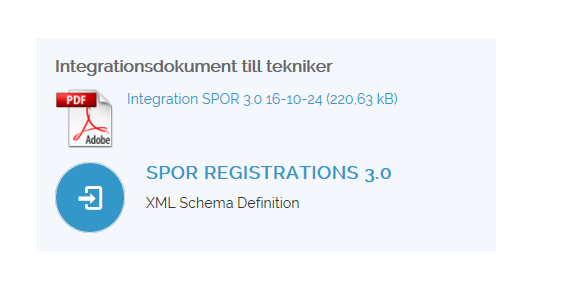 Integrationsdokument till tekniker
PDF
Adobe
Integration SPOR 3.0 16-10-24 (220,63 kB)
SPOR REGISTRATIONS 3.0
XML Schema Definition